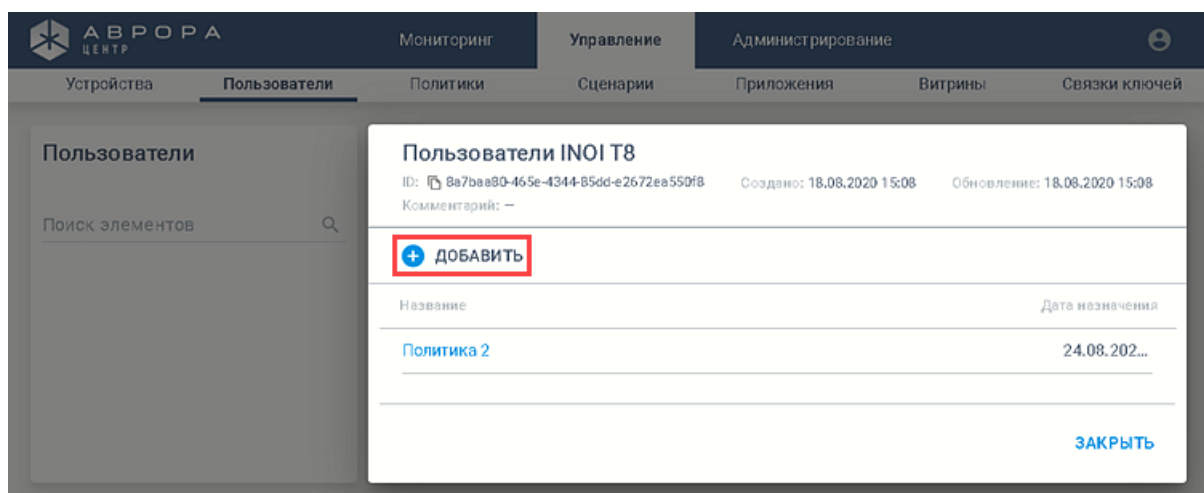 АВРОРА
ЦЕНТР
Мониторинг Управление Администрирование
Устройства Пользователи Политики Сценарии Приложения Витрины Связки ключей
Пользователи
Поиск элементов
Пользователи INOI T8
ID: 8a7baa80-465e-4344-85dd-e2672ea550f8 Создано: 18.08.2020 15:08 Обновление: 18.08.2020 15:08
Комментарий: —
ДОБАВИТЬ
Название Дата назначения
Политика 2 24.08.202...
ЗАКРЫТЬ